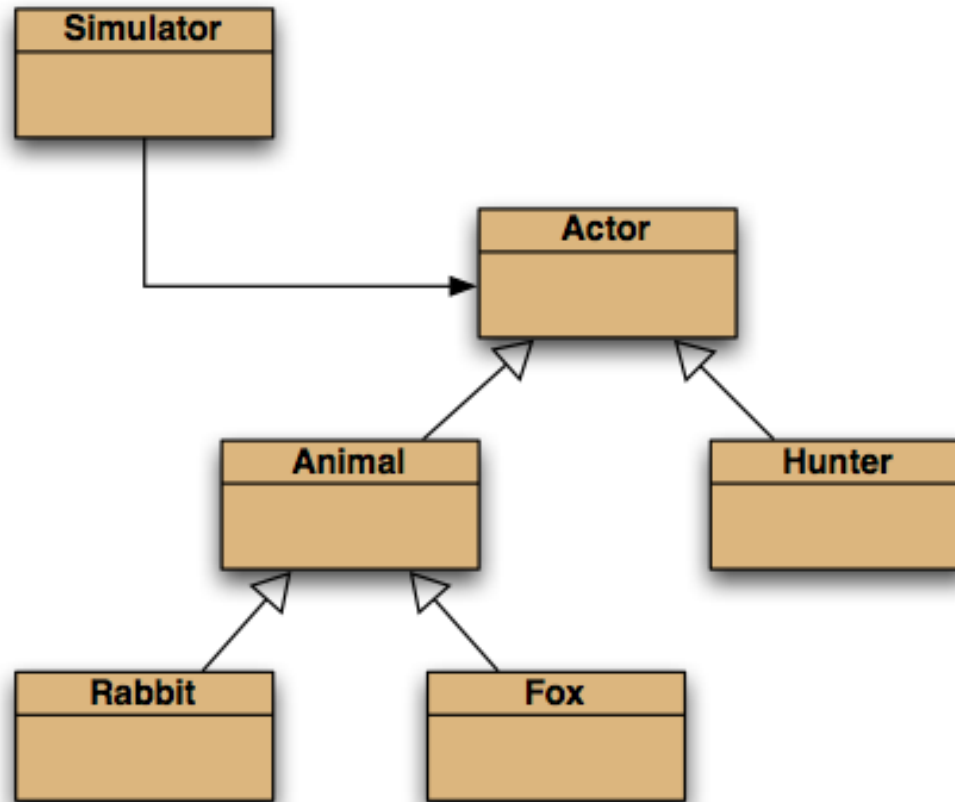 Simulator
Actor
Animal
Hunter
Rabbit
Fox